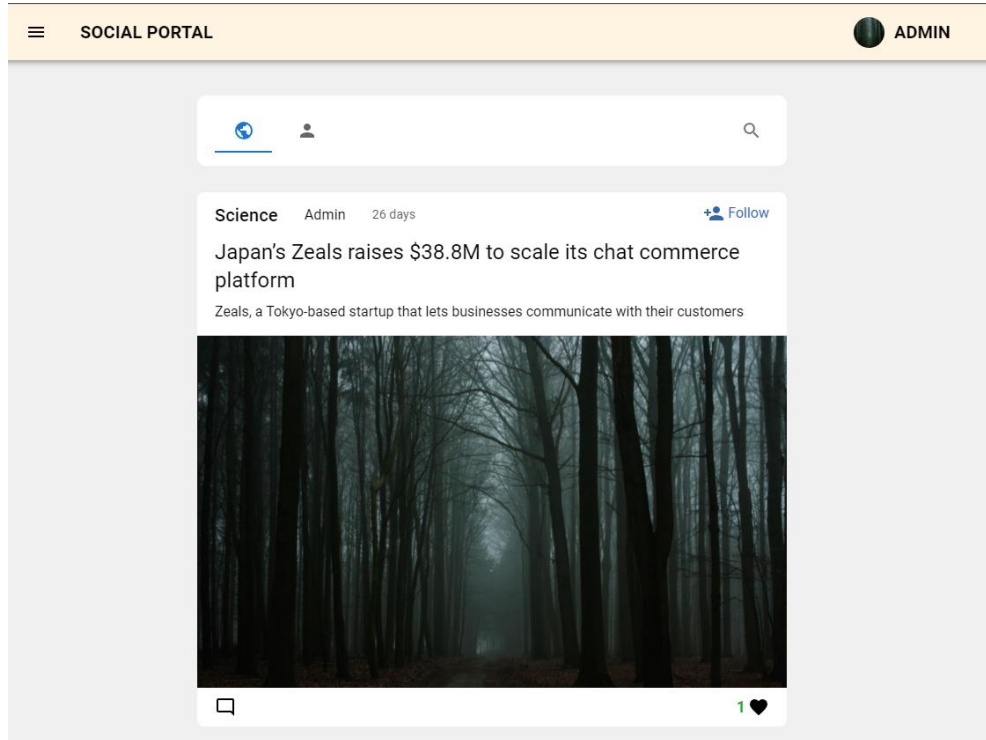 SOCIAL PORTAL
ADMIN
Science Admin 26 days Follow
Japan’s Zeals raises $38.8M to scale its chat commerce
platform
Zeals, a Tokyo-based startup that lets businesses communicate with their customers
1